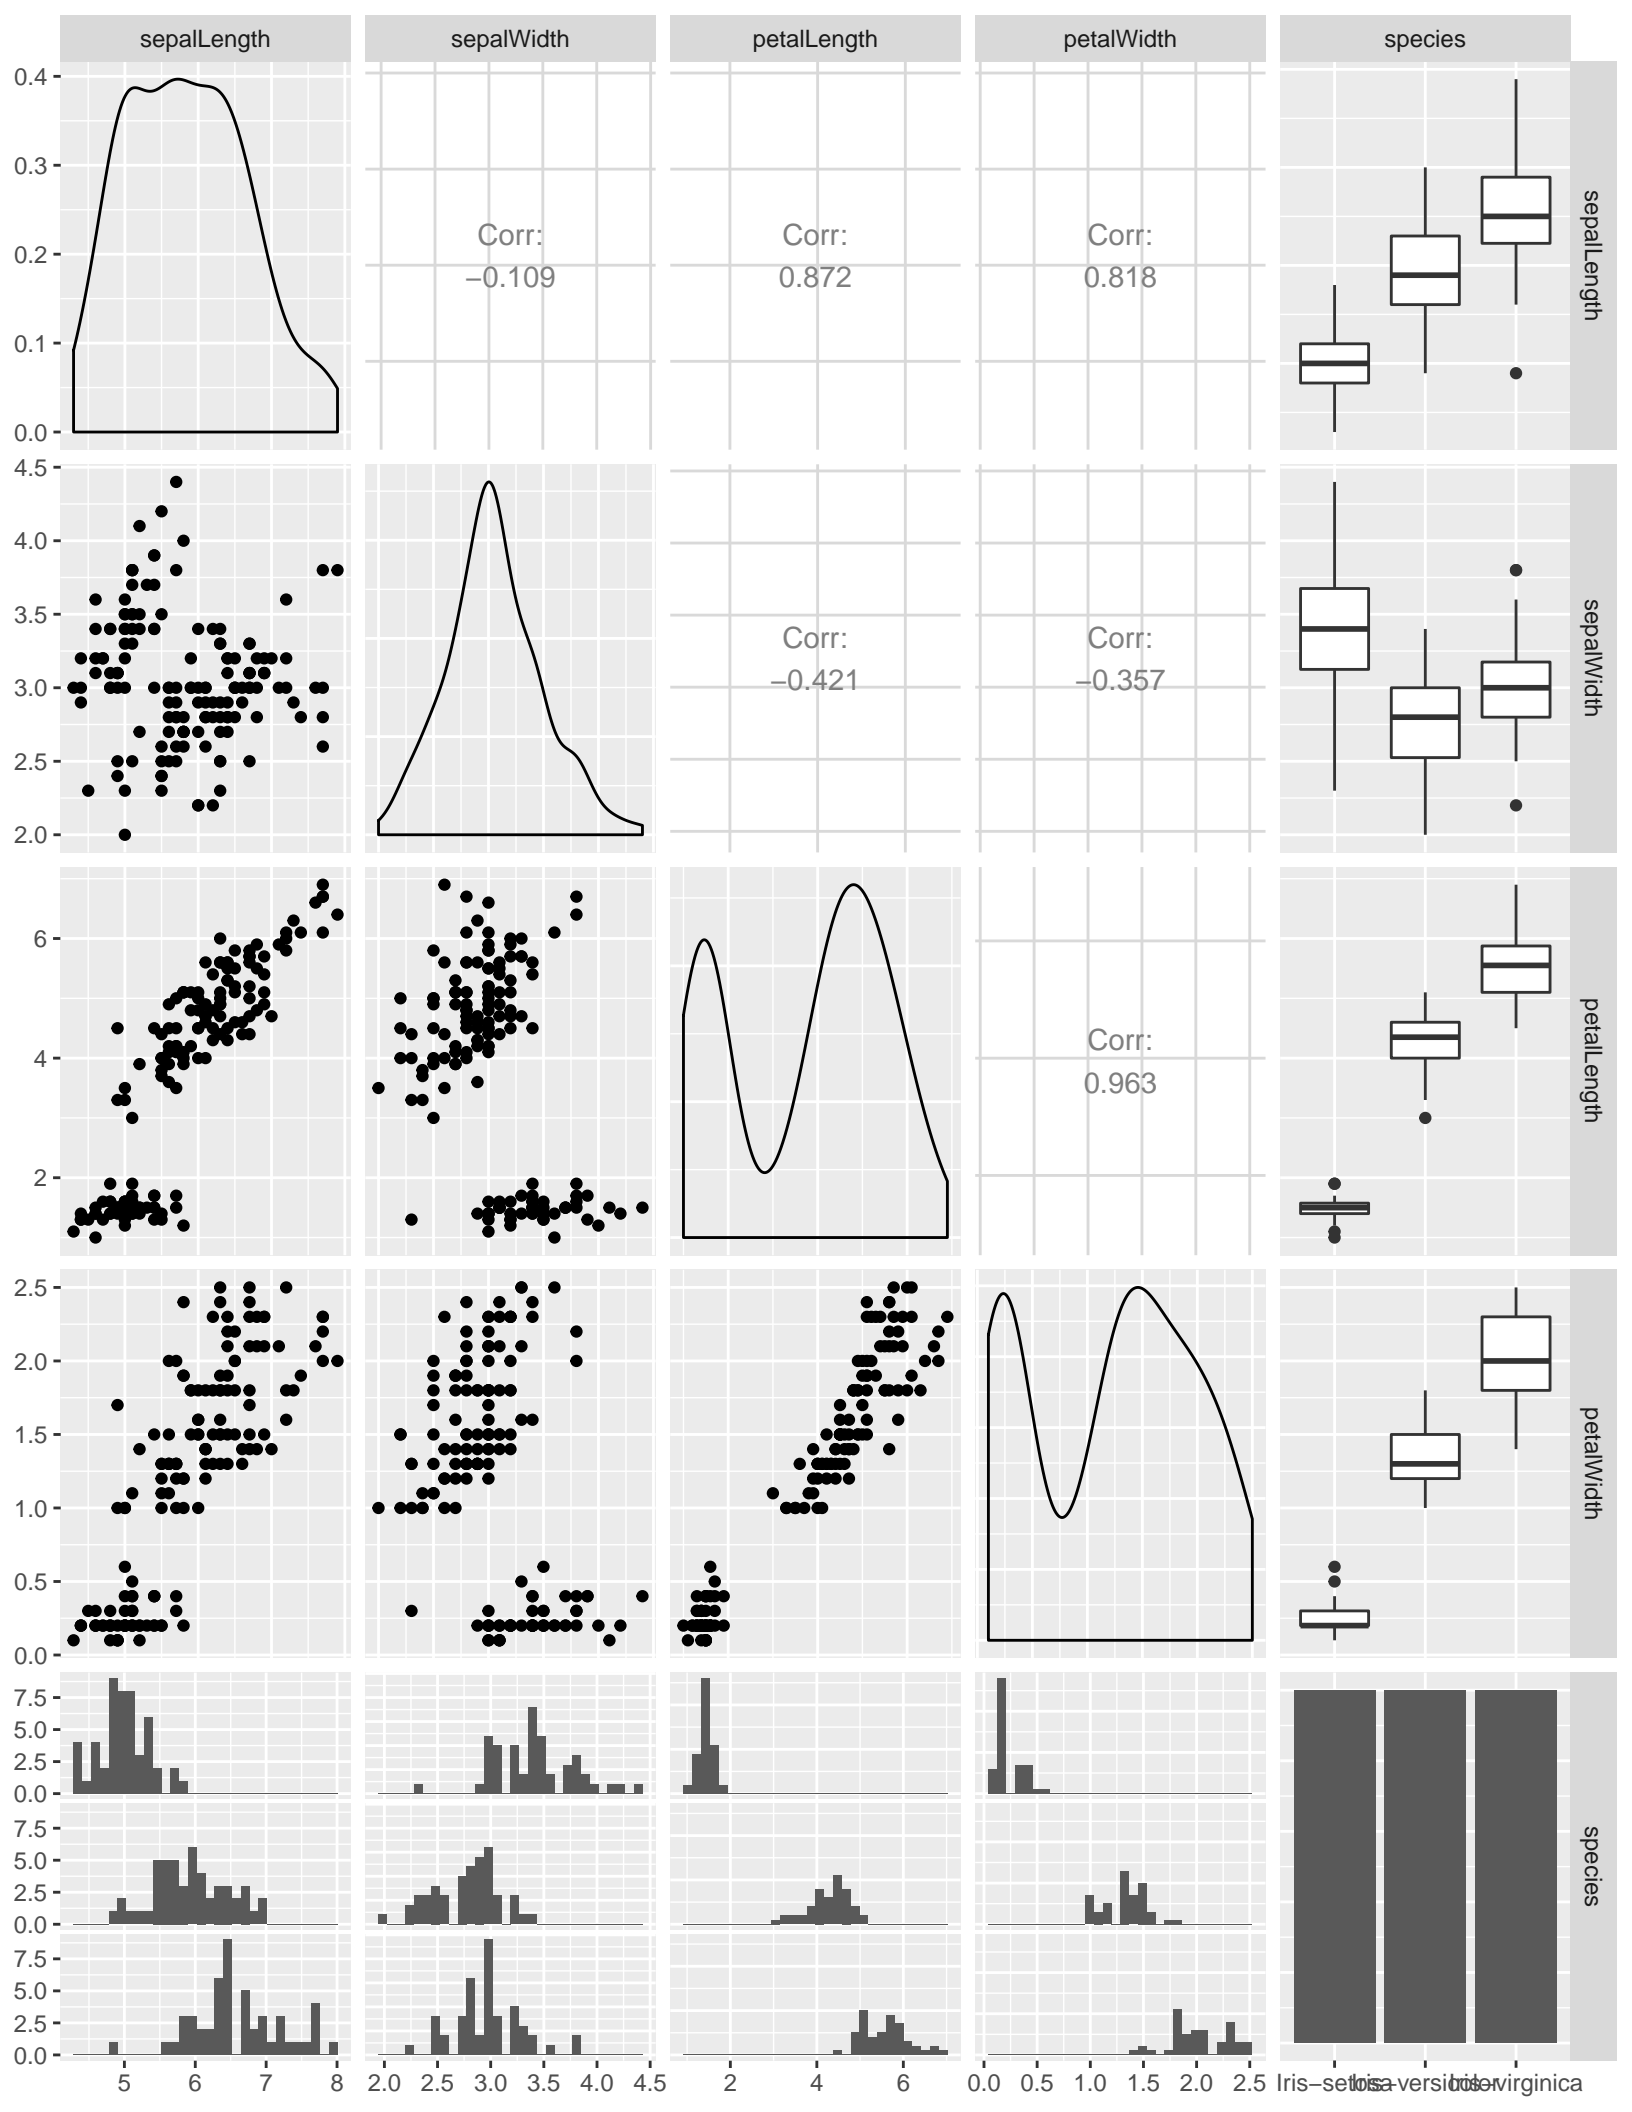 sepalLength sepalWidth petalLength petalWidth species
0.4
0.3
0.2
0.1
0.0
Corr:
−0.109
Corr:
0.872
Corr:
0.818
sepalLength
4.5
4.0
3.5
3.0
2.5
2.0
Corr:
−0.421
Corr:
−0.357
sepalWidth
6
4
2
Corr:
0.963
petalLength
2.5
2.0
1.5
1.0
0.5
0.0
petalWidth
7.5
5.0
2.5
0.0
7.5
5.0
2.5
0.0
7.5
5.0
2.5
0.0
species
5 6 7 8
2.0 2.5 3.0 3.5 4.0 4.5
2 4 6
0.0 0.5 1.0 1.5 2.0 2.5
Iris−setosa Iris−versicolor Iris−virginica